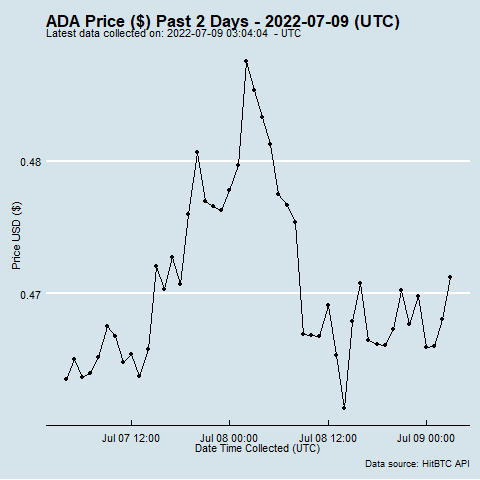 ADA Price ($) Past 2 Days - 2022-07-09 (UTC)
Latest data collected on: 2022-07-09 03:04:04 - UTC
Price USD ($)
0.48
0.47
Jul 07 12:00 Jul 08 00:00 Jul 08 12:00 Jul 09 00:00
Date Time Collected (UTC)
Data source: HitBTC API